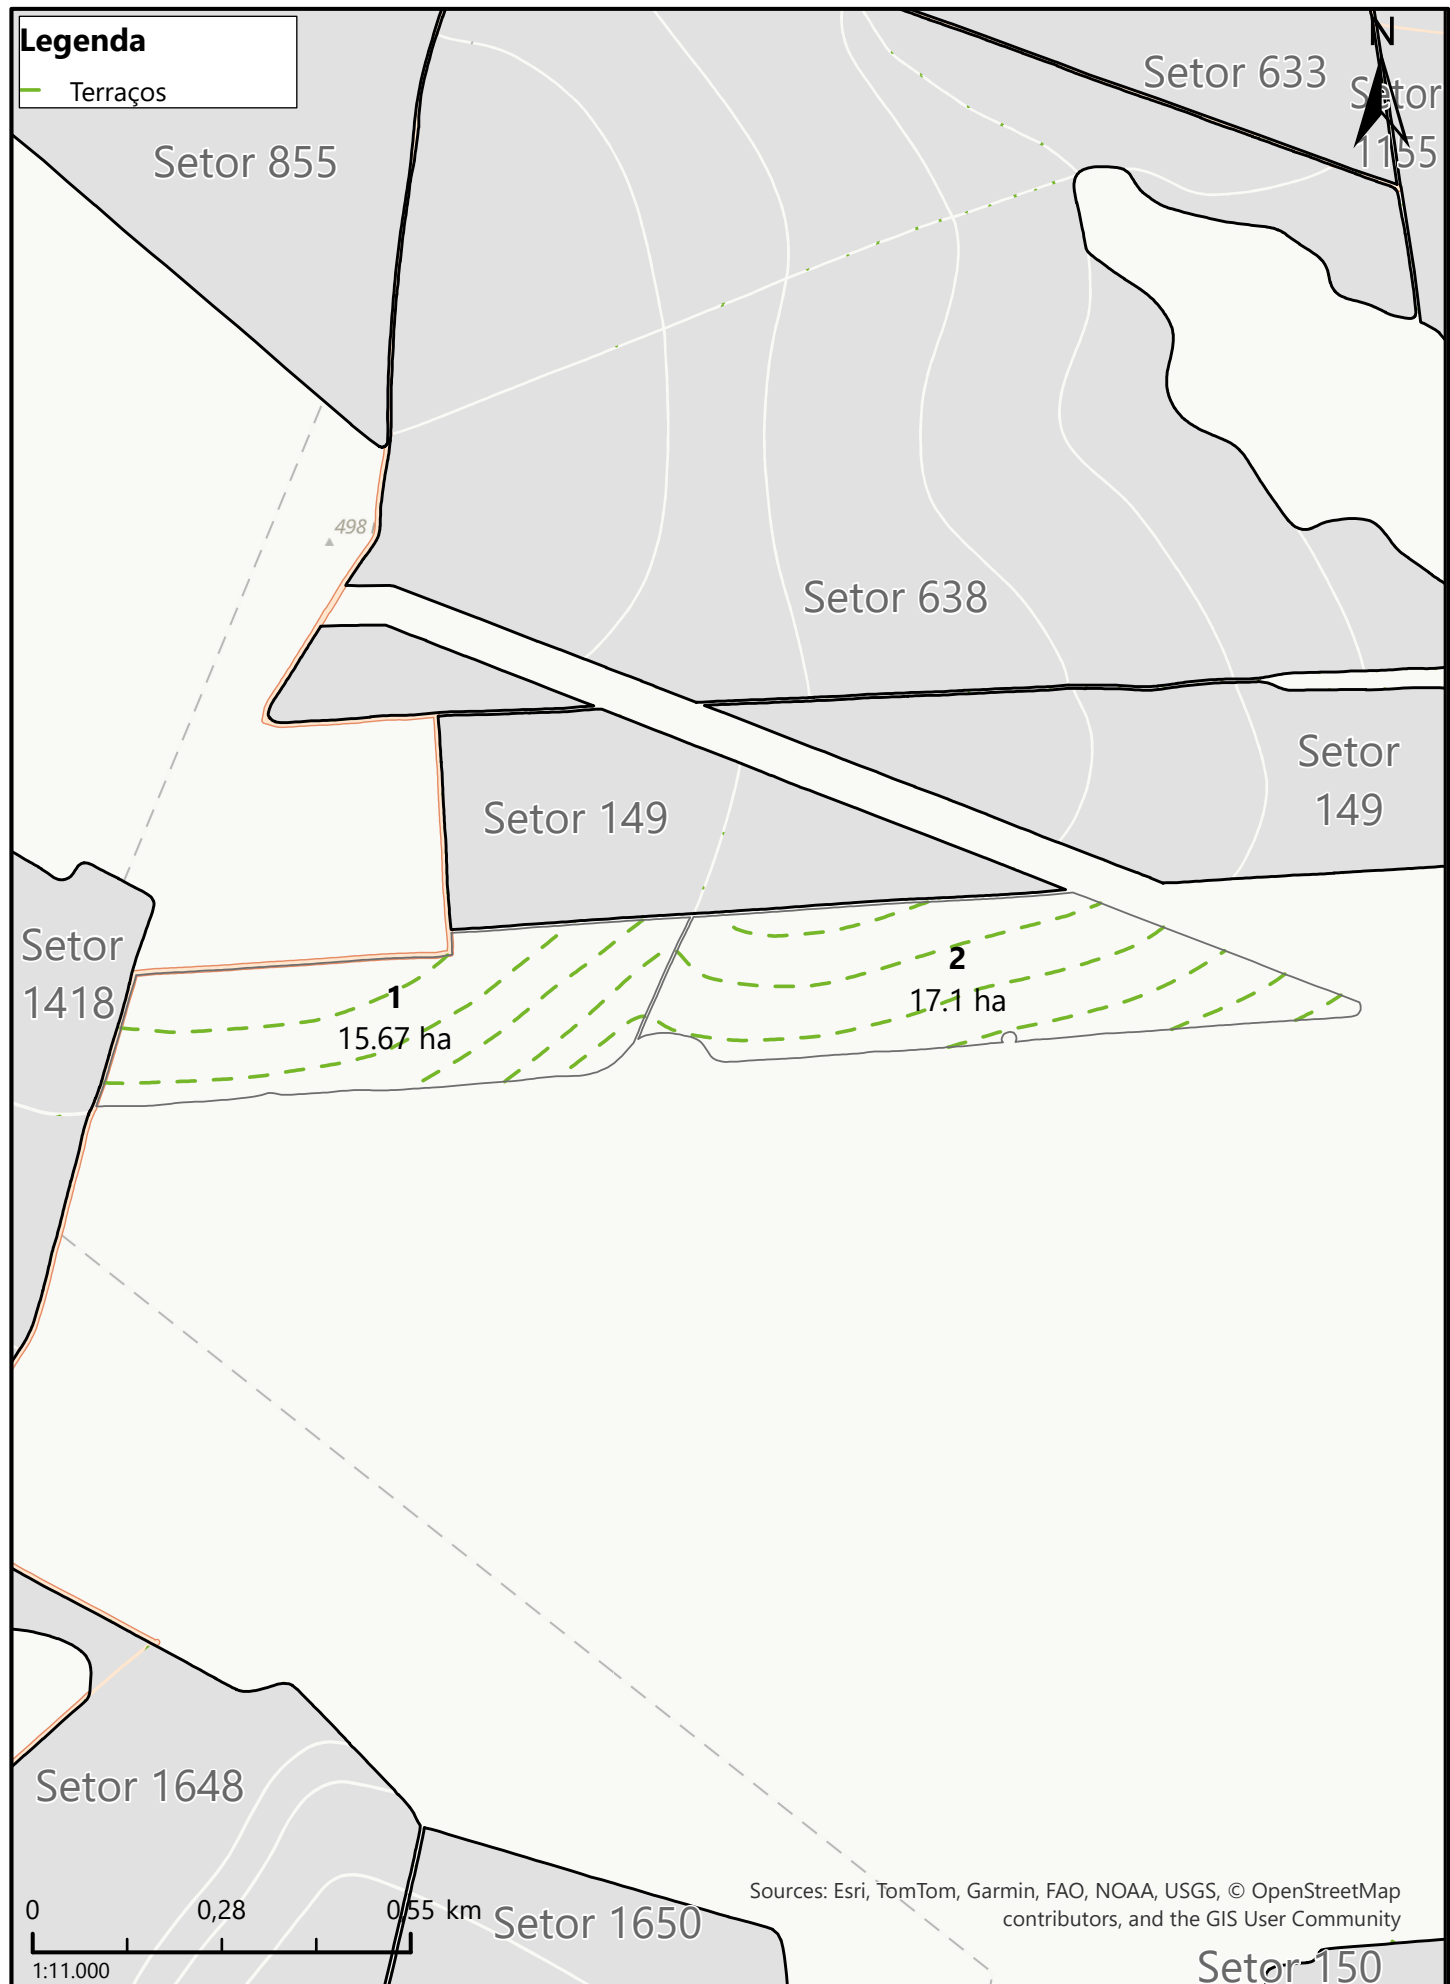 Legenda
Terraços
N
Setor 633
Setor
1155
Setor 855
498
Setor 638
Setor
149
Setor 149
Setor
1418
1
15.67 ha
2
17.1 ha
Setor 1648
Sources: Esri, TomTom, Garmin, FAO, NOAA, USGS, © OpenStreetMap
contributors, and the GIS User Community
0 0,28 0,55 km
Setor 1650
Setor 150
1:11.000